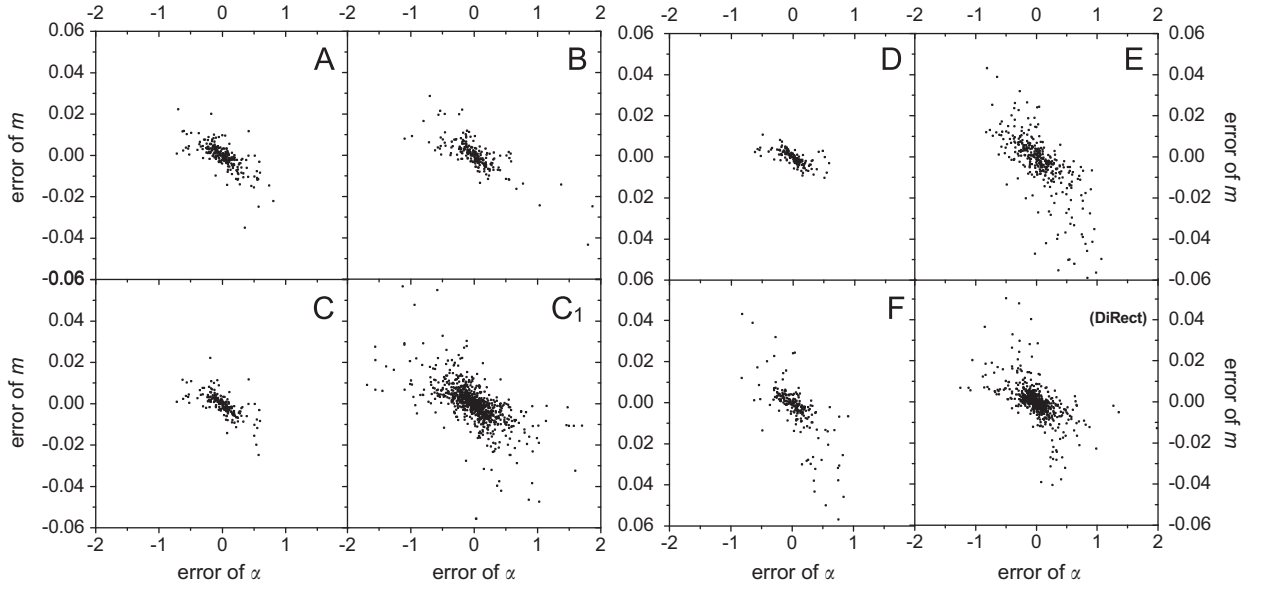 -2 -1 0 1 -2 -1 0 1 2 -2 -1 0 1 -2 -1 0 1 2
0.06 0.06 0.06
A B D E
0.04 0.04 0.04
0.02 0.02 0.02
0.00 0.00 0.00
-0.02 0.02 -0.02
-0.04 0.04 -0.04
-0.06 0.06 0.06 -0.06
error of m
error of m
C C1 F (DiRect)
0.04 0.04 0.04
0.02 0.02 0.02
0.00 0.00 0.00
-0.02 0.02 -0.02
-0.04 0.04 -0.04
-0.06 0.06 -0.06
error of m
error of m
-2 -1 0 1 -2 -1 0 1 2 -2 -1 0 1 -2 -1 0 1 2
error of α error of α error of α error of α